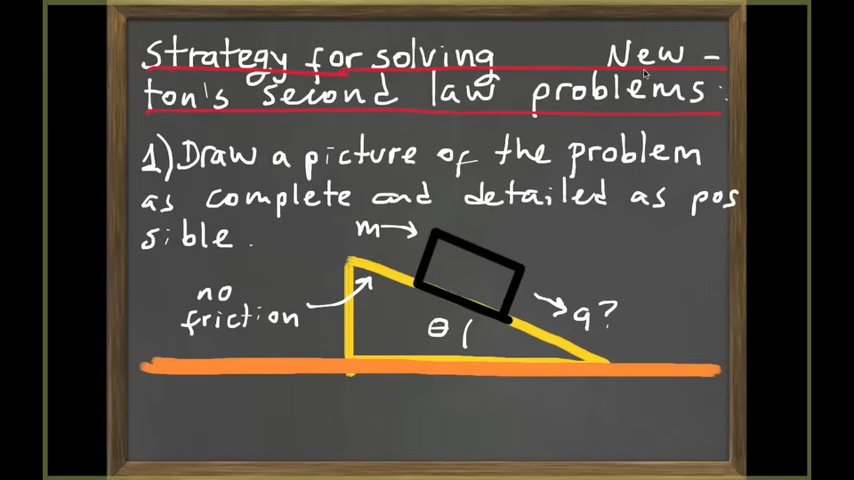 Strategy for solving New-
ton's second law problems:
1) Draw a picture of the problem
as complete and detailed as pos
sible.
m
no
friction
θ
a?